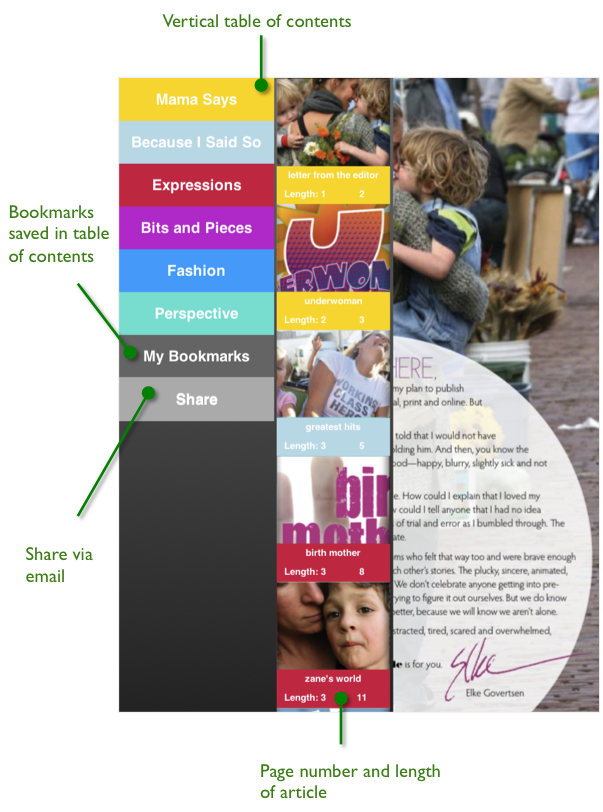 Vertical table of contents
Mama Says
Because I Said So
Expressions
Bits and Pieces
Fashion
Perspective
My Bookmarks
Share
Bookmarks
saved in table
of contents
Share via
email
letter from the editor
Length: 1 2
U
ERWOM
underwoman
Length: 2 3
WORKING
CLASS
HERO
greatest hits
Length: 3 5
bir
moth
birth mother
Length: 3 8
zane's world
Length: 3 11
HERE,
my plan to publish
al, print and online. But
told that I would not have
olding him. And then, you know the
ood—happy, blurry, slightly sick and not
e. How could I explain that I loved my
w could I tell anyone that I had no idea
of trial and error as I bumbled through. The
ate.
ms who felt that way too and were brave enough
ch other's stories. The plucky, sincere, animated,
We don't celebrate anyone getting into pre-
rying to figure it out ourselves. But we do know
better, because we will know we aren't alone.
stracted, tired, scared and overwhelmed,
le is for you.
Elke
Elke Govertsen
Page number and length
of article